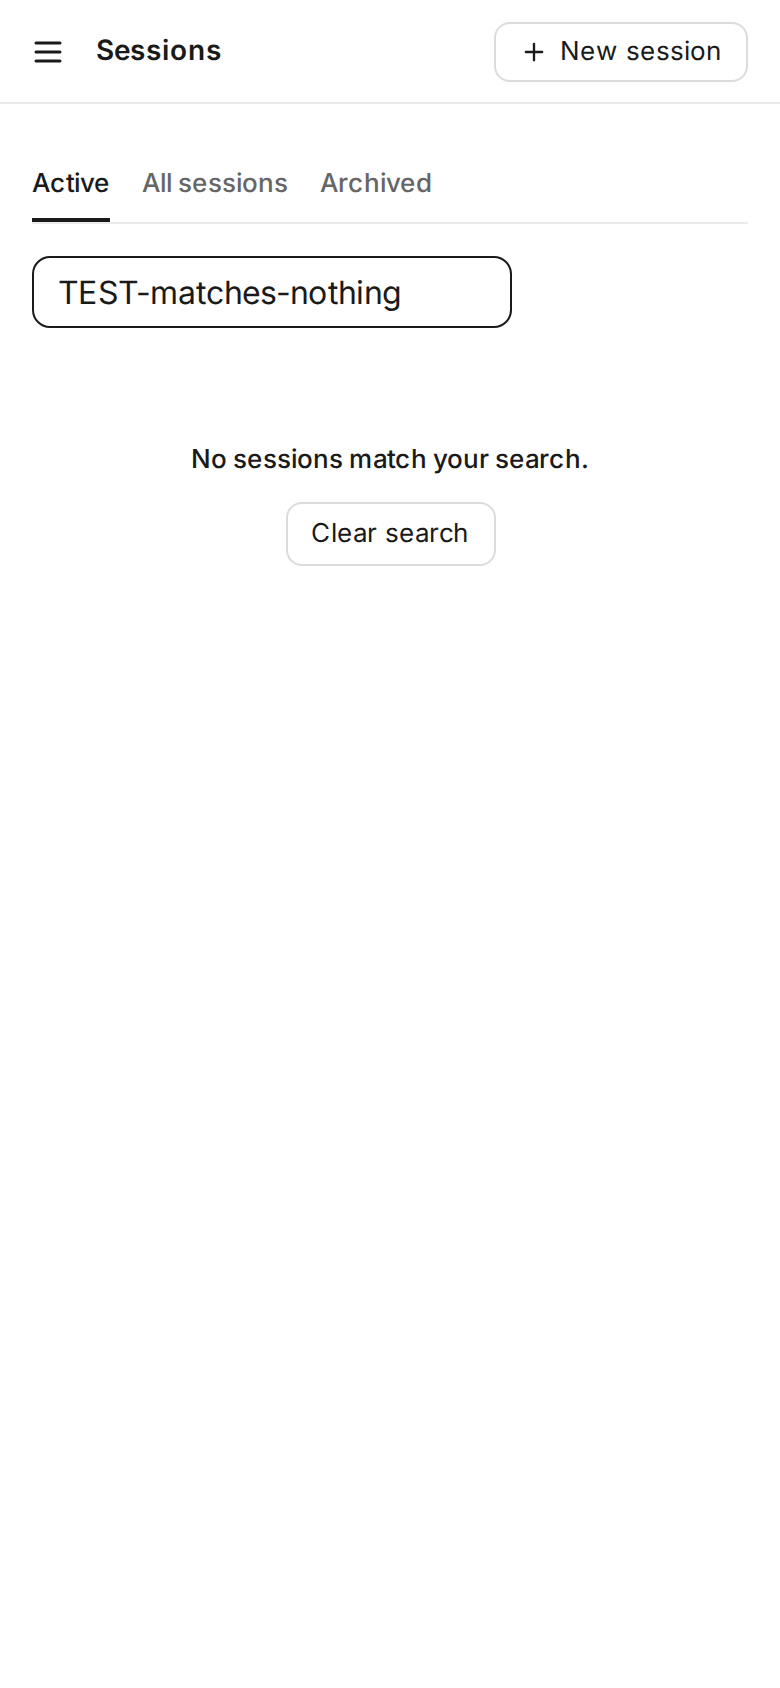 Sessions
New session
Active All sessions Archived
TEST-matches-nothing
No sessions match your search.
Clear search